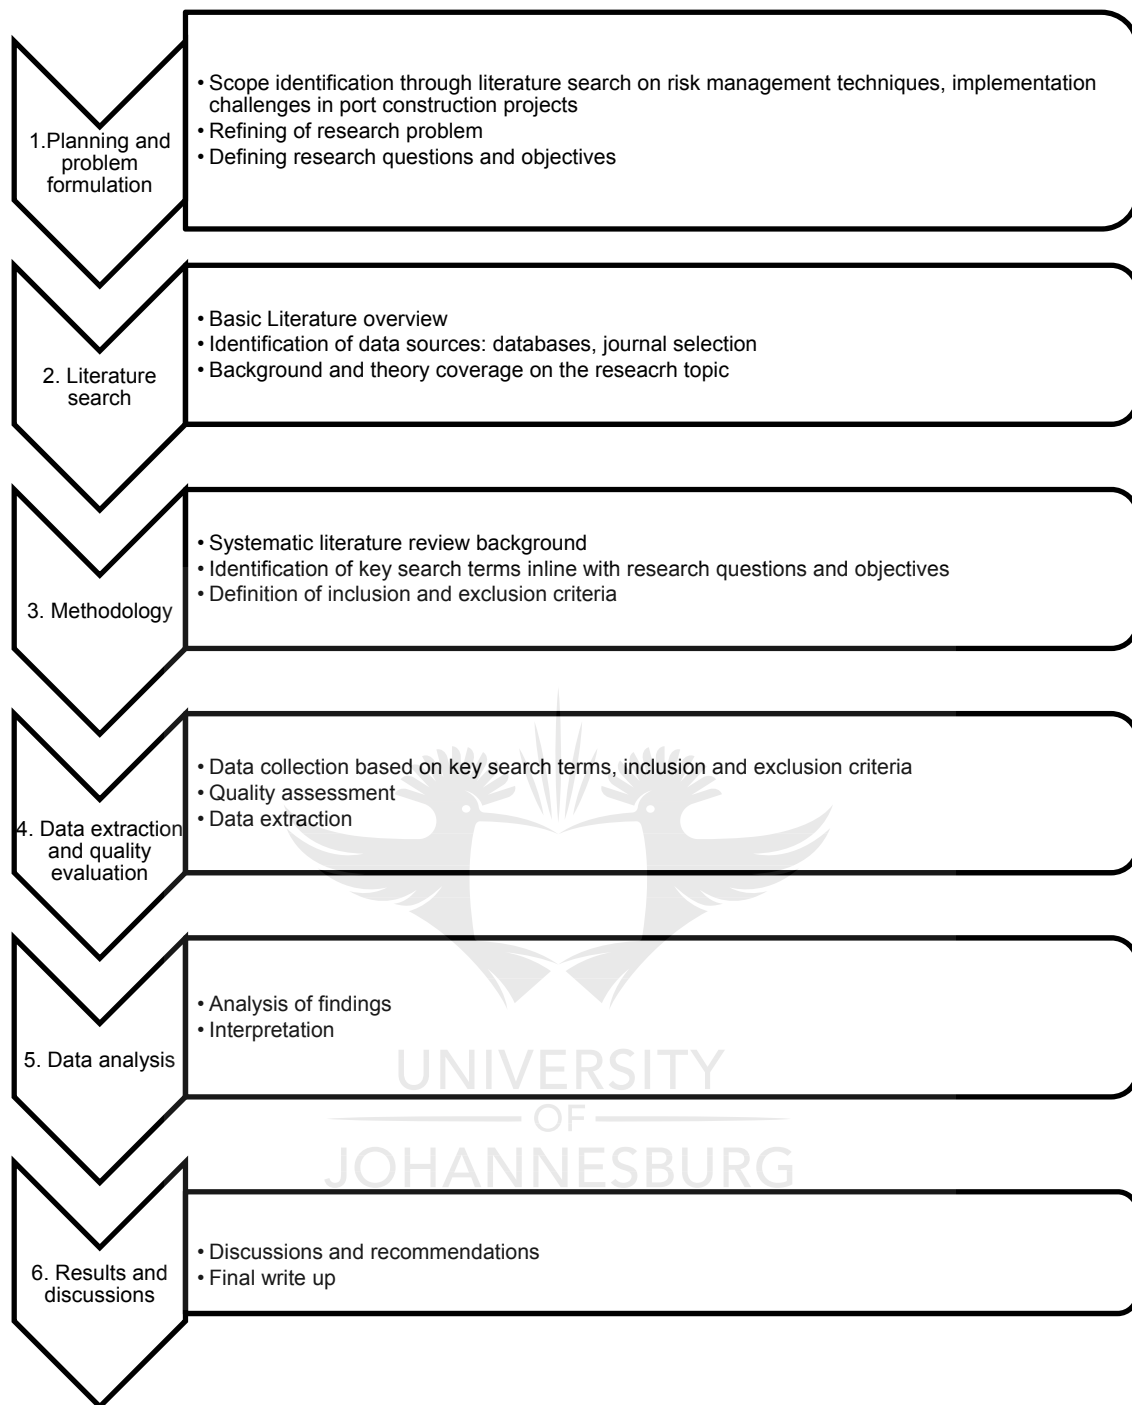 1.Planning and
problem
formulation
• Scope identification through literature search on risk management techniques, implementation
challenges in port construction projects
• Refining of research problem
• Defining research questions and objectives
2. Literature
search
• Basic Literature overview
• Identification of data sources: databases, journal selection
• Background and theory coverage on the reseacrh topic
3. Methodology
• Systematic literature review background
• Identification of key search terms inline with research questions and objectives
• Definition of inclusion and exclusion criteria
4. Data extraction
and quality
evaluation
• Data collection based on key search terms, inclusion and exclusion criteria
• Quality assessment
• Data extraction
5. Data analysis
• Analysis of findings
• Interpretation
UNIVERSITY
OF
JOHANNESBURG
6. Results and
discussions
• Discussions and recommendations
• Final write up